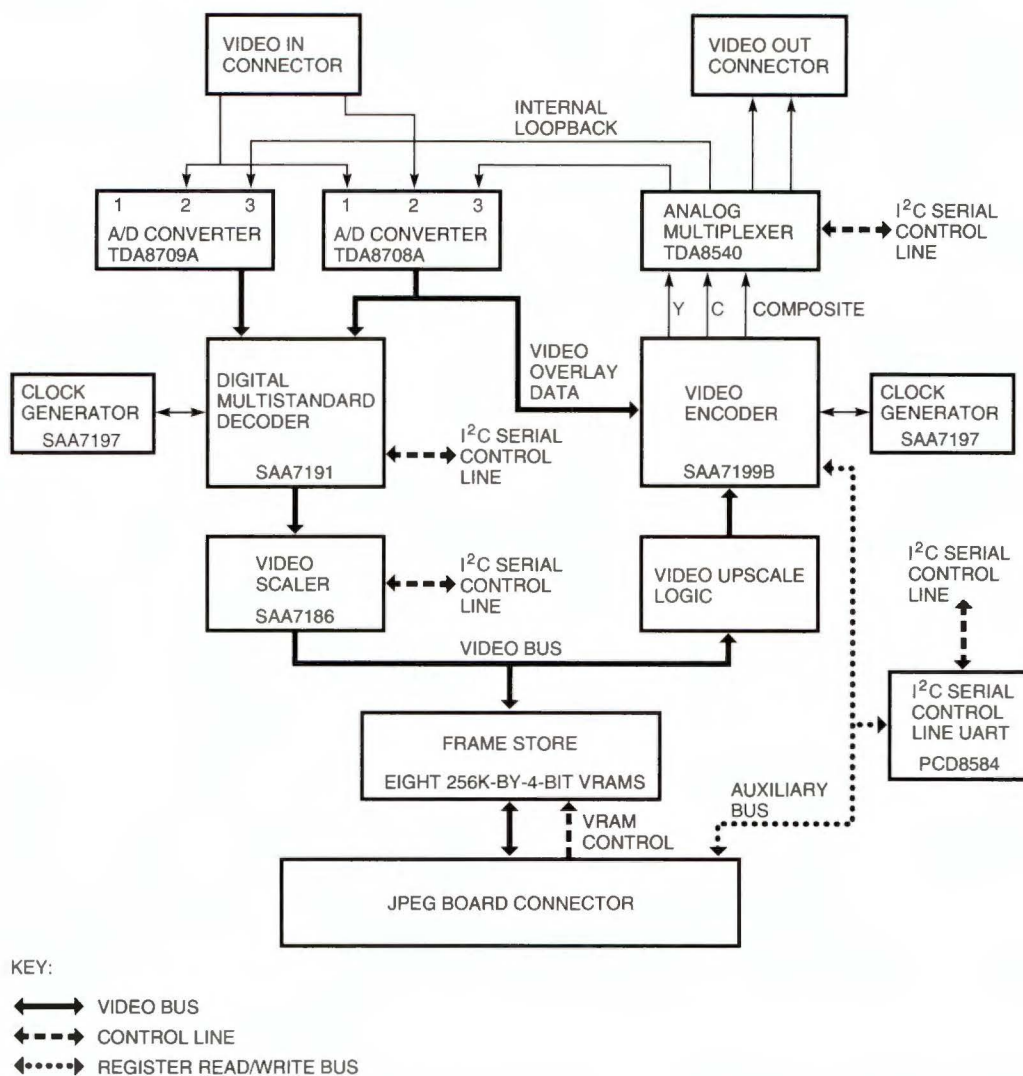 VIDEO IN
CONNECTOR
VIDEO OUT
CONNECTOR
INTERNAL
LOOPBACK
1 2 3
A/D CONVERTER
TDA8709A
1 2 3
A/D CONVERTER
TDA8708A
ANALOG
MULTIPLEXER
TDA8540
I²C SERIAL
CONTROL
LINE
Y
C
COMPOSITE
VIDEO
OVERLAY
DATA
CLOCK
GENERATOR
SAA7197
DIGITAL
MULTISTANDARD
DECODER
SAA7191
I²C SERIAL
CONTROL
LINE
VIDEO
ENCODER
SAA7199B
CLOCK
GENERATOR
SAA7197
VIDEO
SCALER
SAA7186
I²C SERIAL
CONTROL
LINE
VIDEO UPSCALE
LOGIC
I²C SERIAL
CONTROL
LINE
VIDEO BUS
I²C SERIAL
CONTROL
LINE UART
PCD8584
FRAME STORE
EIGHT 256K-BY-4-BIT VRAMS
AUXILIARY
BUS
VRAM
CONTROL
JPEG BOARD CONNECTOR
KEY:
VIDEO BUS
CONTROL LINE
REGISTER READ/WRITE BUS